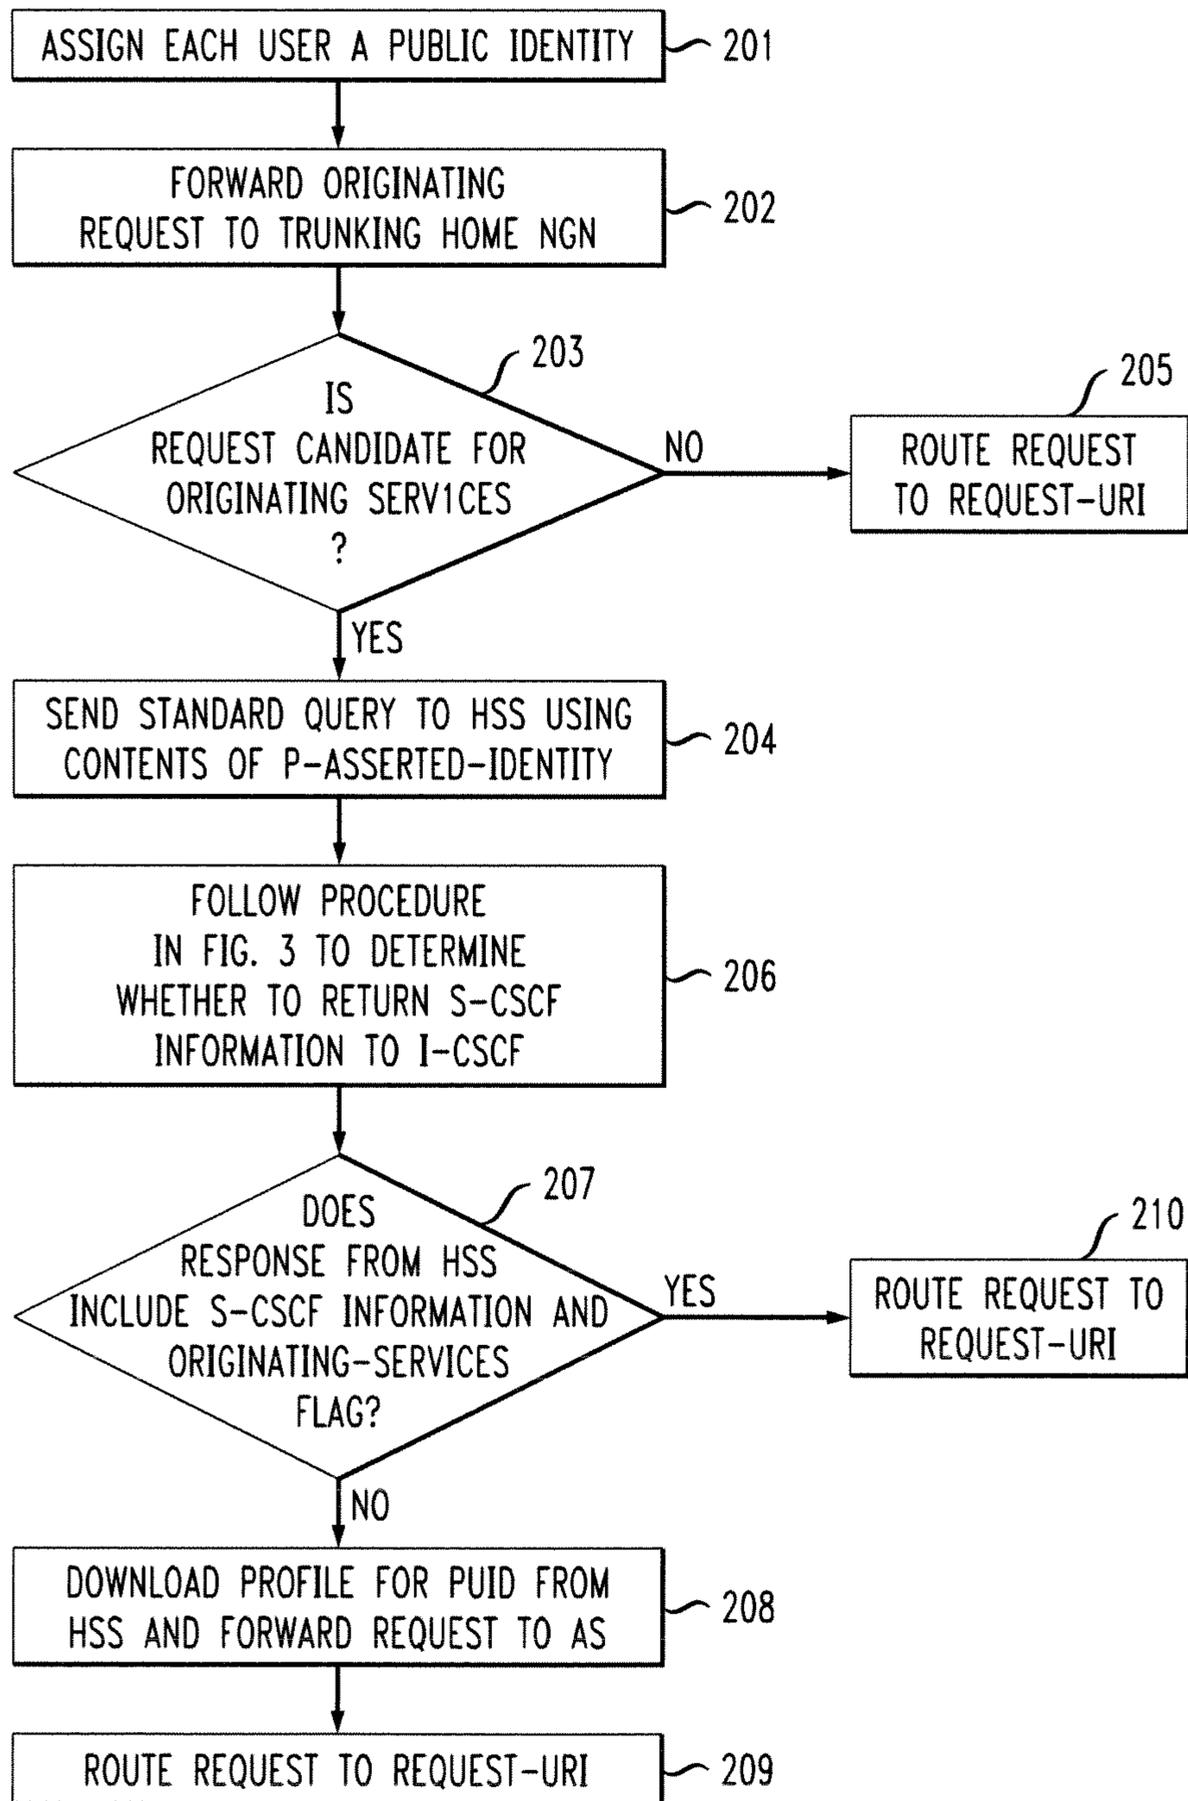 ASSIGN EACH USER A PUBLIC IDENTITY
201
FORWARD ORIGINATING
REQUEST TO TRUNKING HOME NGN
202
203
IS
REQUEST CANDIDATE FOR
ORIGINATING SERV1CES
?
NO
205
ROUTE REQUEST
TO REQUEST-URI
YES
SEND STANDARD QUERY TO HSS USING
CONTENTS OF P-ASSERTED-IDENTITY
204
FOLLOW PROCEDURE
IN FIG. 3 TO DETERMINE
WHETHER TO RETURN S-CSCF
INFORMATION TO I-CSCF
206
207
DOES
RESPONSE FROM HSS
INCLUDE S-CSCF INFORMATION AND
ORIGINATING-SERVICES
FLAG?
YES
210
ROUTE REQUEST TO
REQUEST-URI
NO
DOWNLOAD PROFILE FOR PUID FROM
HSS AND FORWARD REQUEST TO AS
208
ROUTE REQUEST TO REQUEST-URI
209